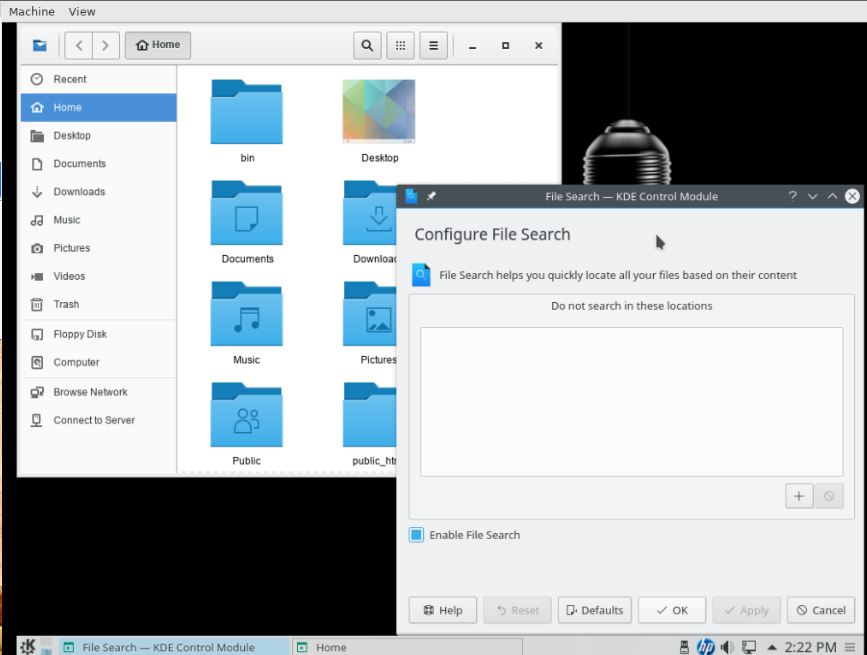 Machine View
Home
Recent
Home
Desktop
Documents
Downloads
Music
Pictures
Videos
Trash
Floppy Disk
Computer
Browse Network
Connect to Server
bin
Desktop
Documents
Downloac
Music
Pictures
Public
public_htr
File Search — KDE Control Module
Configure File Search
File Search helps you quickly locate all your files based on their content
Do not search in these locations
Enable File Search
Help Reset Defaults OK Apply Cancel
File Search — KDE Control Module Home hp 2:22 PM